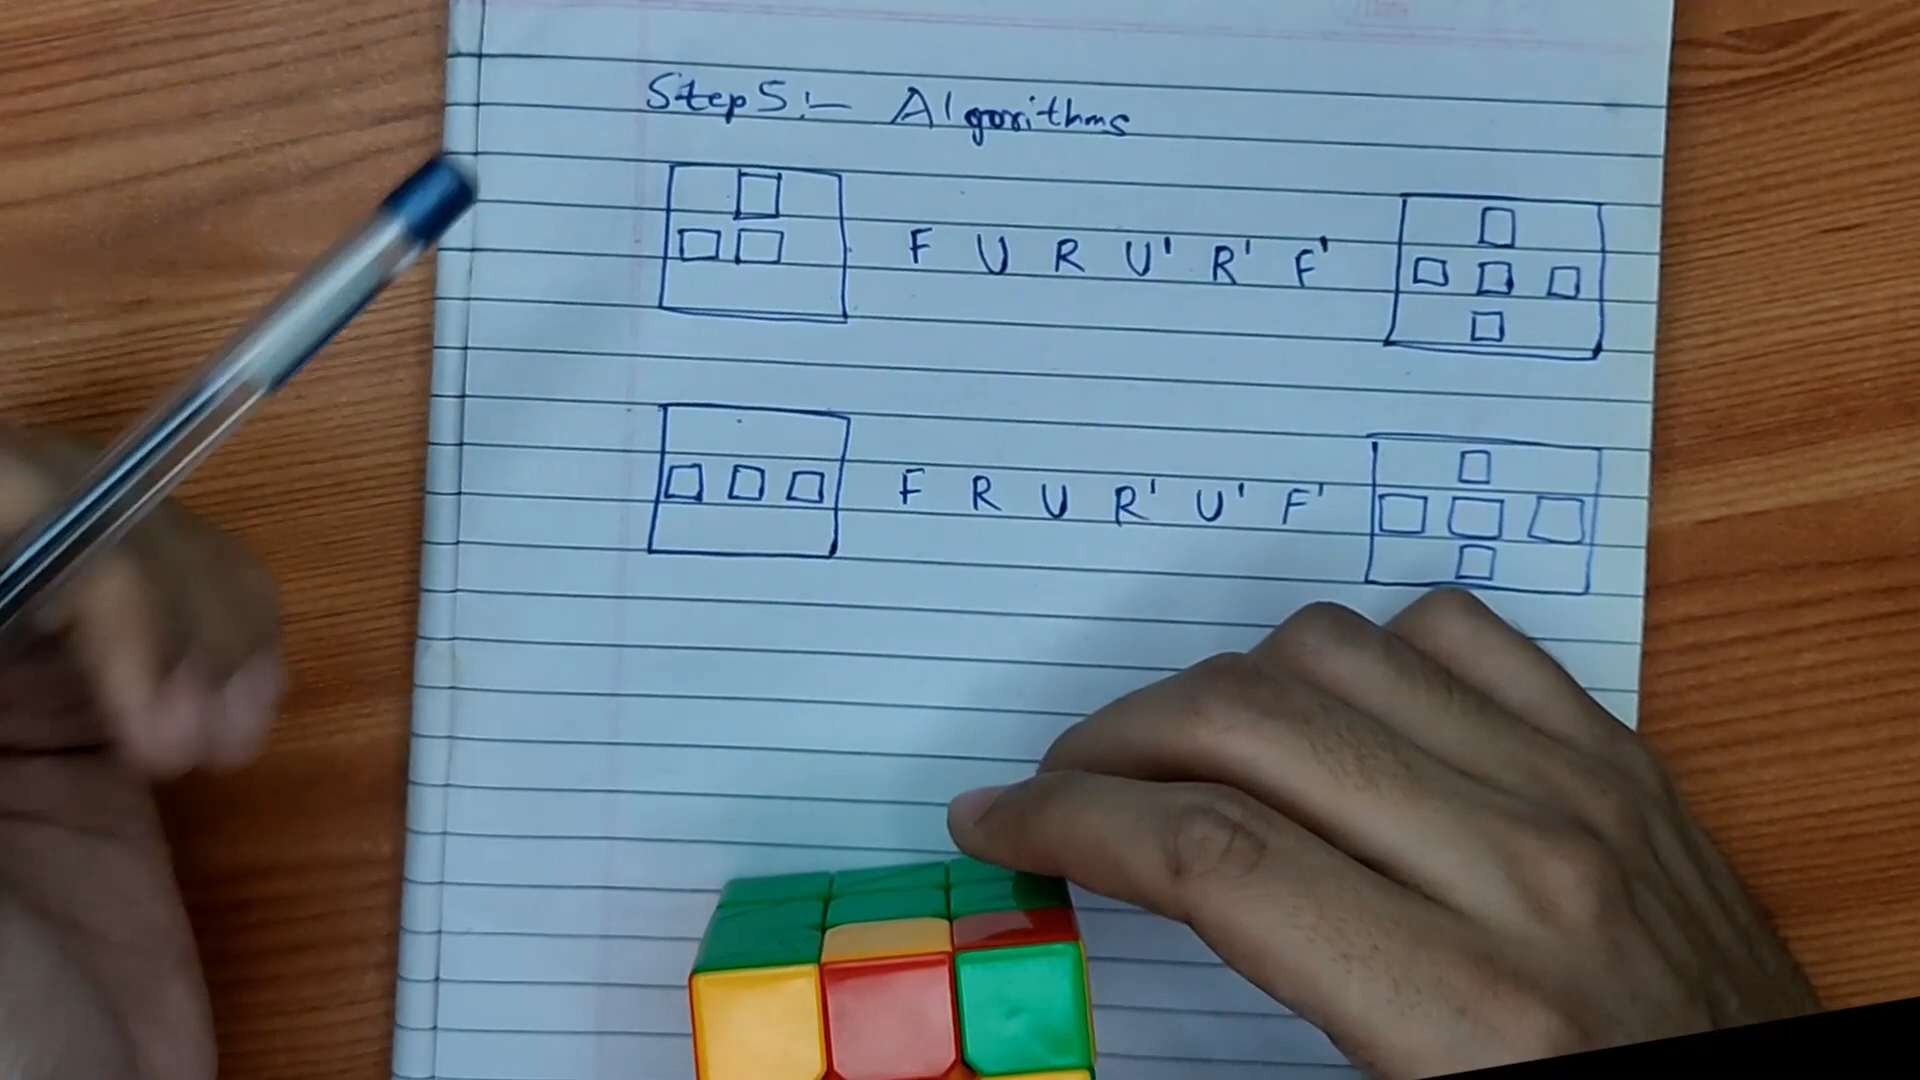 Step 5:- Algorithms
F U R U' R' F'
F R U R' U' F'